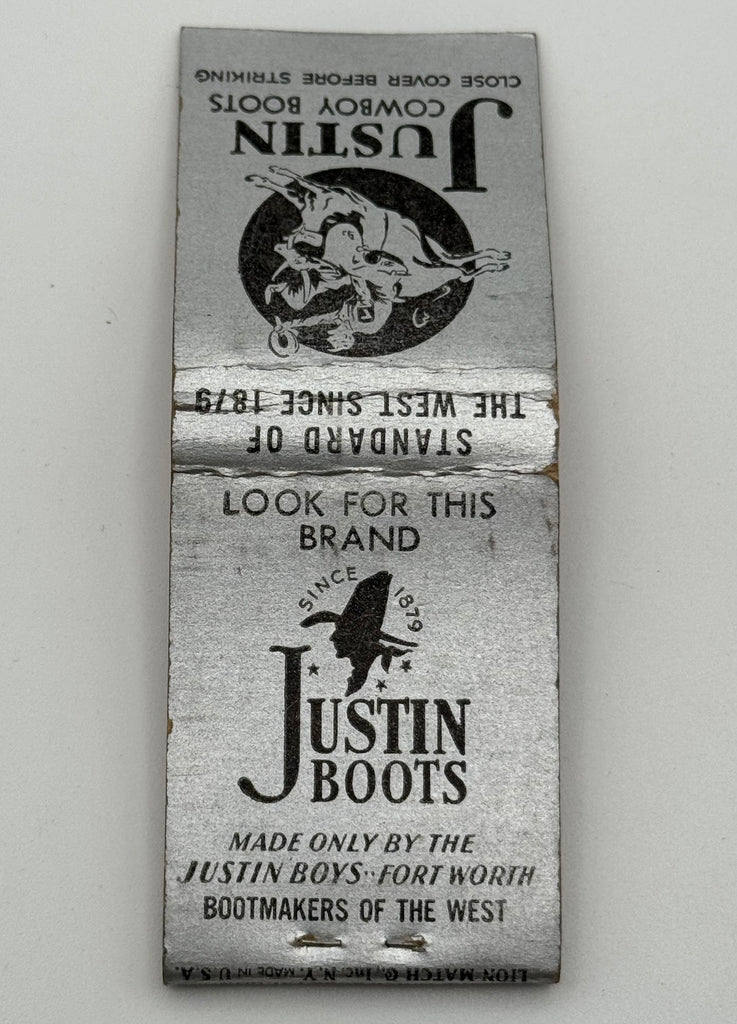 CLOSE COVER BEFORE STRIKING
JUSTIN
COWBOY BOOTS
STANDARD OF
THE WEST SINCE 1879
LOOK FOR THIS
BRAND
SINCE 1879
JUSTIN
BOOTS
MADE ONLY BY THE
JUSTIN BOYS··FORT WORTH
BOOTMAKERS OF THE WEST
LION MATCH Co., Inc. N.Y. MADE IN U.S.A.